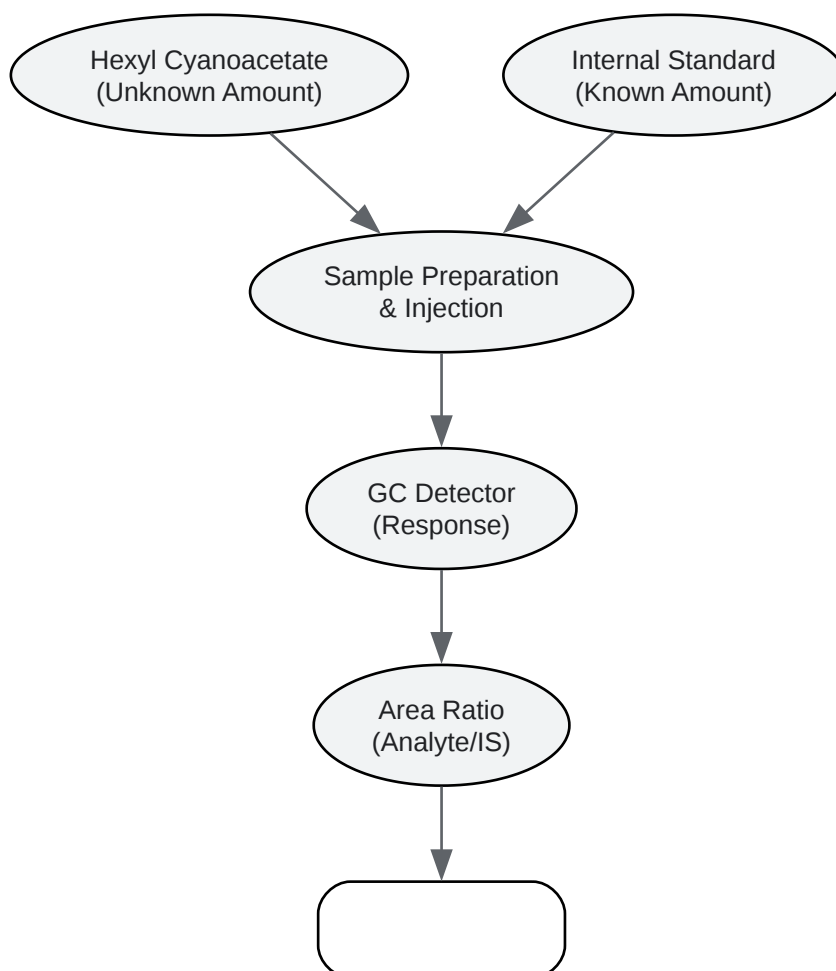 Hexyl Cyanoacetate
(Unknown Amount)
Internal Standard
(Known Amount)
Sample Preparation
& Injection
GC Detector
(Response)
Area Ratio
(Analyte/IS)